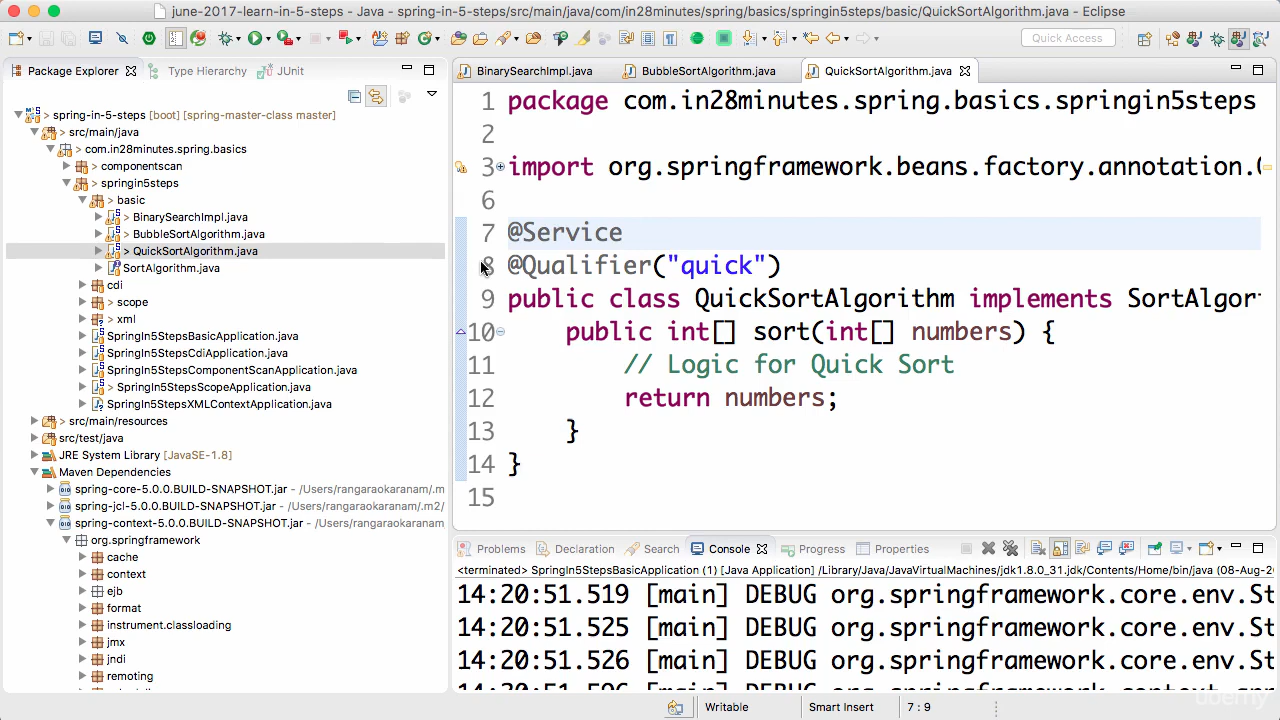 june-2017-learn-in-5-steps - Java - spring-in-5-steps/src/main/java/com/in28minutes/spring/basics/springin5steps/basic/QuickSortAlgorithm.java - Eclipse
Quick Access
Package Explorer
Type Hierarchy
JUnit
spring-in-5-steps [boot] [spring-master-class master]
> src/main/java
> com.in28minutes.spring.basics
> componentscan
> springin5steps
> basic
> BinarySearchImpl.java
> BubbleSortAlgorithm.java
> QuickSortAlgorithm.java
SortAlgorithm.java
cdi
> scope
> xml
SpringIn5StepsBasicApplication.java
SpringIn5StepsCdiApplication.java
SpringIn5StepsComponentScanApplication.java
> SpringIn5StepsScopeApplication.java
SpringIn5StepsXMLContextApplication.java
> src/main/resources
src/test/java
JRE System Library [JavaSE-1.8]
Maven Dependencies
spring-core-5.0.0.BUILD-SNAPSHOT.jar - /Users/rangaraokaranam/.m
spring-jcl-5.0.0.BUILD-SNAPSHOT.jar - /Users/rangaraokaranam/.m2/
spring-context-5.0.0.BUILD-SNAPSHOT.jar - /Users/rangaraokaranam
org.springframework
cache
context
ejb
format
instrument.classloading
jmx
jndi
remoting
BinarySearchImpl.java
BubbleSortAlgorithm.java
QuickSortAlgorithm.java
1 package com.in28minutes.spring.basics.springin5steps
2
3 import org.springframework.beans.factory.annotation.
6
7 @Service
8 @Qualifier("quick")
9 public class QuickSortAlgorithm implements SortAlgor
10 public int[] sort(int[] numbers) {
11 // Logic for Quick Sort
12 return numbers;
13 }
14 }
15
Problems
Declaration
Search
Console
Progress
Properties
<terminated> SpringIn5StepsBasicApplication (1) [Java Application] /Library/Java/JavaVirtualMachines/jdk1.8.0_31.jdk/Contents/Home/bin/java (08-Aug-2
14:20:51.519 [main] DEBUG org.springframework.core.env.St
14:20:51.525 [main] DEBUG org.springframework.core.env.St
14:20:51.526 [main] DEBUG org.springframework.core.env.St
Writable
Smart Insert
7 : 9
udemy